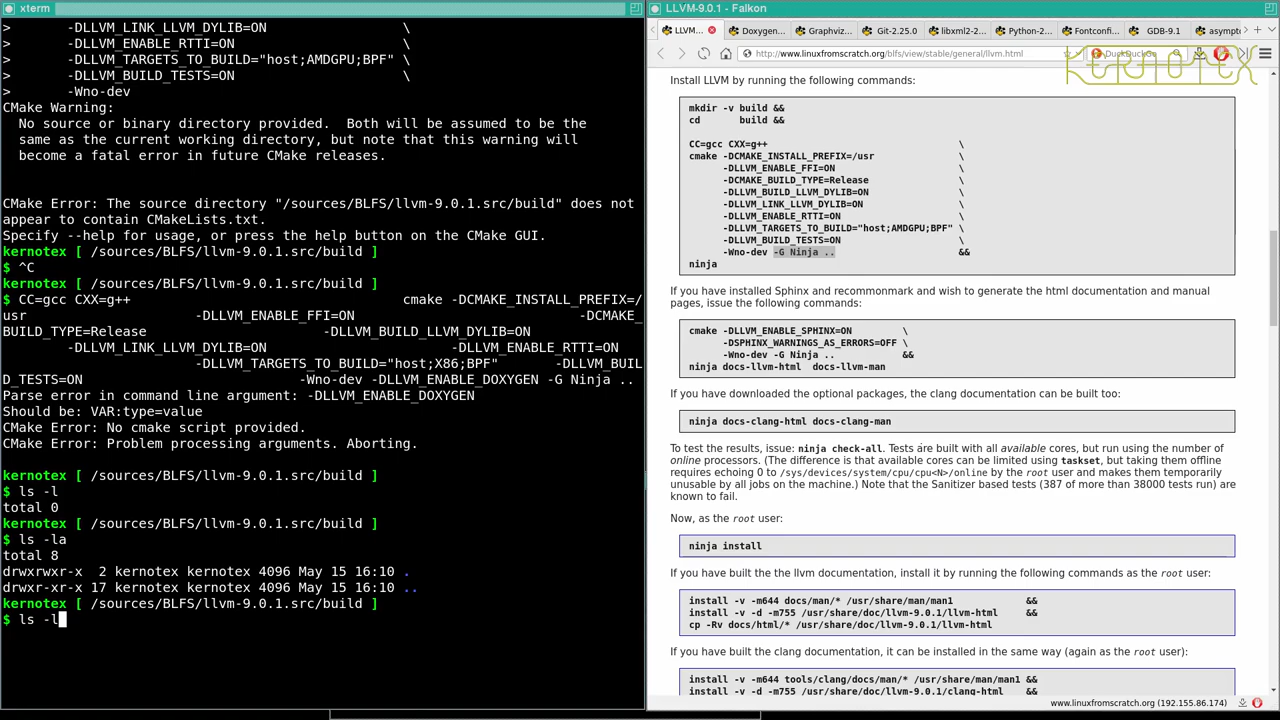 xterm
>       -DLLVM_LINK_LLVM_DYLIB=ON                 \
>       -DLLVM_ENABLE_RTTI=ON                     \
>       -DLLVM_TARGETS_TO_BUILD="host;AMDGPU;BPF" \
>       -DLLVM_BUILD_TESTS=ON                     \
>       -Wno-dev
CMake Warning:
  No source or binary directory provided.  Both will be assumed to be the
  same as the current working directory, but note that this warning will
  become a fatal error in future CMake releases.
CMake Error: The source directory "/sources/BLFS/llvm-9.0.1.src/build" does not
appear to contain CMakeLists.txt.
Specify --help for usage, or press the help button on the CMake GUI.
kernotex [ /sources/BLFS/llvm-9.0.1.src/build ]
$ ^C
kernotex [ /sources/BLFS/llvm-9.0.1.src/build ]
$ CC=gcc CXX=g++                                  cmake -DCMAKE_INSTALL_PREFIX=/
usr                     -DLLVM_ENABLE_FFI=ON                            -DCMAKE_
BUILD_TYPE=Release                      -DLLVM_BUILD_LLVM_DYLIB=ON
        -DLLVM_LINK_LLVM_DYLIB=ON                       -DLLVM_ENABLE_RTTI=ON
                        -DLLVM_TARGETS_TO_BUILD="host;X86;BPF"       -DLLVM_BUIL
D_TESTS=ON                           -Wno-dev -DLLVM_ENABLE_DOXYGEN -G Ninja ..
Parse error in command line argument: -DLLVM_ENABLE_DOXYGEN
Should be: VAR:type=value
CMake Error: No cmake script provided.
CMake Error: Problem processing arguments. Aborting.
kernotex [ /sources/BLFS/llvm-9.0.1.src/build ]
$ ls -l
total 0
kernotex [ /sources/BLFS/llvm-9.0.1.src/build ]
$ ls -la
total 8
drwxrwxr-x  2 kernotex kernotex 4096 May 15 16:10 .
drwxr-xr-x 17 kernotex kernotex 4096 May 15 16:10 ..
kernotex [ /sources/BLFS/llvm-9.0.1.src/build ]
$ ls -l
LLVM-9.0.1 - Falkon
LLVM... Doxygen... Graphviz... Git-2.25.0 libxml2-2... Python-2... Fontconfi... GDB-9.1 asympto
http://www.linuxfromscratch.org/blfs/view/stable/general/llvm.html DuckDuckGo
KERNOTEX
Install LLVM by running the following commands:
mkdir -v build &&
cd       build &&
CC=gcc CXX=g++                                  \
cmake -DCMAKE_INSTALL_PREFIX=/usr               \
      -DLLVM_ENABLE_FFI=ON                      \
      -DCMAKE_BUILD_TYPE=Release                \
      -DLLVM_BUILD_LLVM_DYLIB=ON                \
      -DLLVM_LINK_LLVM_DYLIB=ON                 \
      -DLLVM_ENABLE_RTTI=ON                     \
      -DLLVM_TARGETS_TO_BUILD="host;AMDGPU;BPF" \
      -DLLVM_BUILD_TESTS=ON                     \
      -Wno-dev -G Ninja ..                      &&
ninja
If you have installed Sphinx and recommonmark and wish to generate the html documentation and manual
pages, issue the following commands:
cmake -DLLVM_ENABLE_SPHINX=ON         \
      -DSPHINX_WARNINGS_AS_ERRORS=OFF \
      -Wno-dev -G Ninja ..            &&
ninja docs-llvm-html  docs-llvm-man
If you have downloaded the optional packages, the clang documentation can be built too:
ninja docs-clang-html docs-clang-man
To test the results, issue: ninja check-all. Tests are built with all available cores, but run using the number of
online processors. (The difference is that available cores can be limited using taskset, but taking them offline
requires echoing 0 to /sys/devices/system/cpu/cpu<N>/online by the root user and makes them temporarily
unusable by all jobs on the machine.) Note that the Sanitizer based tests (387 of more than 38000 tests run) are
known to fail.
Now, as the root user:
ninja install
If you have built the the llvm documentation, install it by running the following commands as the root user:
install -v -m644 docs/man/* /usr/share/man/man1             &&
install -v -d -m755 /usr/share/doc/llvm-9.0.1/llvm-html     &&
cp -Rv docs/html/* /usr/share/doc/llvm-9.0.1/llvm-html
If you have built the clang documentation, it can be installed in the same way (again as the root user):
install -v -m644 tools/clang/docs/man/* /usr/share/man/man1 &&
install -v -d -m755 /usr/share/doc/llvm-9.0.1/clang-html    &&
www.linuxfromscratch.org (192.155.86.174)